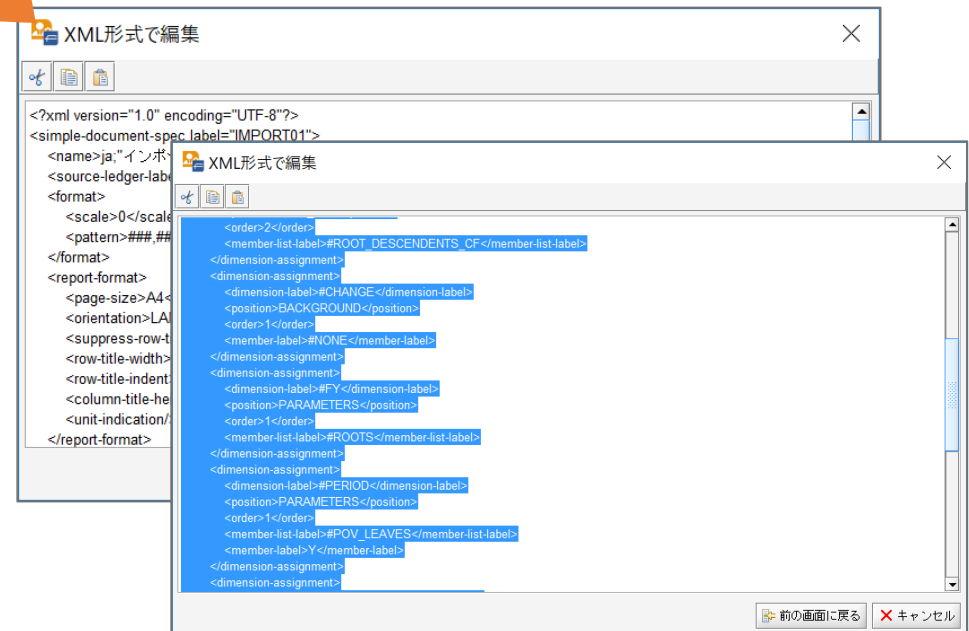 XML形式で編集
<?xml version="1.0" encoding="UTF-8"?>
<simple-document-spec label="IMPORT01">
<name>ja;"インポ
<source-ledger-labe
<format>
<scale>0</scale
<pattern>###,##
</format>
<report-format>
<page-size>A4<
<orientation>LA
<suppress-row-t
<row-title-width>
<row-title-indent
<column-title-he
<unit-indication/
</report-format>
XML形式で編集
<order>2</order>
<member-list-label>#ROOT_DESCENDENTS_CF</member-list-label>
</dimension-assignment>
<dimension-assignment>
<dimension-label>#CHANGE</dimension-label>
<position>BACKGROUND</position>
<order>1</order>
<member-label>#NONE</member-label>
</dimension-assignment>
<dimension-assignment>
<dimension-label>#FY</dimension-label>
<position>PARAMETERS</position>
<order>1</order>
<member-list-label>#ROOTS</member-list-label>
</dimension-assignment>
<dimension-assignment>
<dimension-label>#PERIOD</dimension-label>
<position>PARAMETERS</position>
<order>1</order>
<member-list-label>#POV_LEAVES</member-list-label>
<member-label>Y</member-label>
</dimension-assignment>
<dimension-assignment>
前の画面に戻る キャンセル